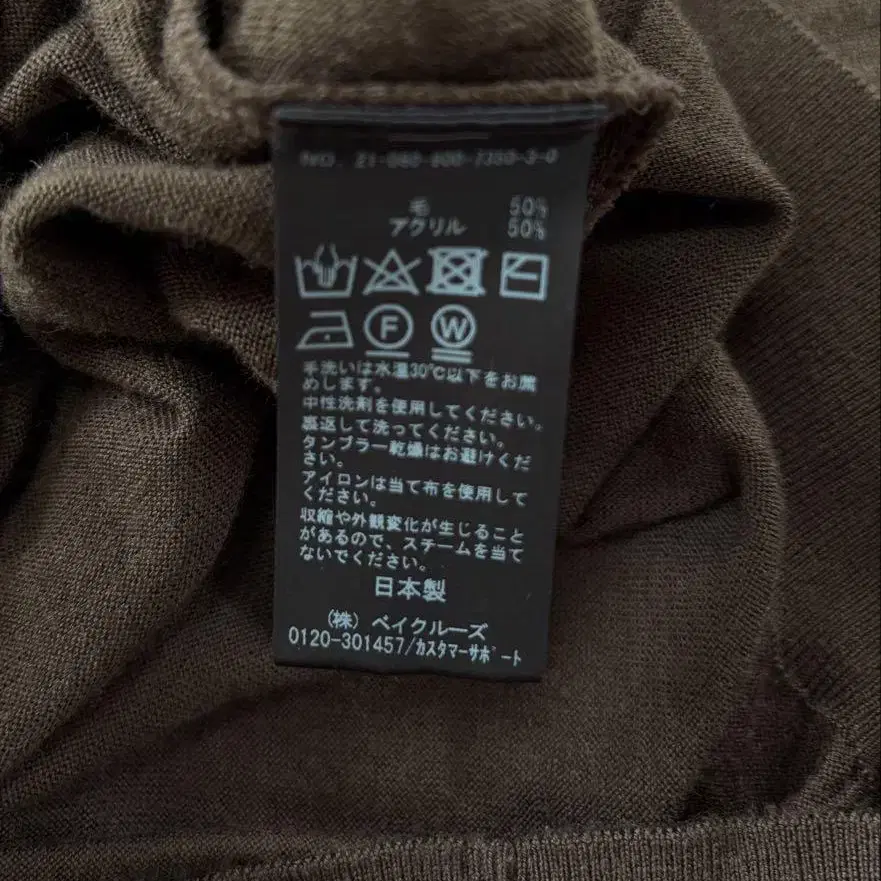 NO. 21-080-600-7350-3-0
毛 50%
アクリル 50%
F W
手洗いは水温30℃以下をお薦
めします。
中性洗剤を使用してください。
裏返して洗ってください。
タンブラー乾燥はお避けくだ
さい。
アイロンは当て布を使用して
ください。
収縮や外観変化が生じること
があるので、スチームを当て
ないでください。
日本製
(株) ベイクルーズ
0120-301457/カスタマーサポート